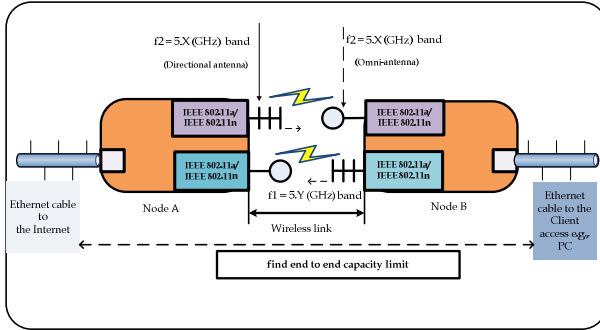 f2 = 5.X (GHz) band
(Directional antenna)
f2 = 5.X (GHz) band
(Omni-antenna)
IEEE 802.11a/
IEEE 802.11n
IEEE 802.11a/
IEEE 802.11n
IEEE 802.11a/
IEEE 802.11n
IEEE 802.11a/
IEEE 802.11n
f1 = 5.Y (GHz) band
Node A
Node B
Wireless link
Ethernet cable
to
the Internet
Ethernet
cable to the
Client
access e.g.,
PC
find end to end capacity limit